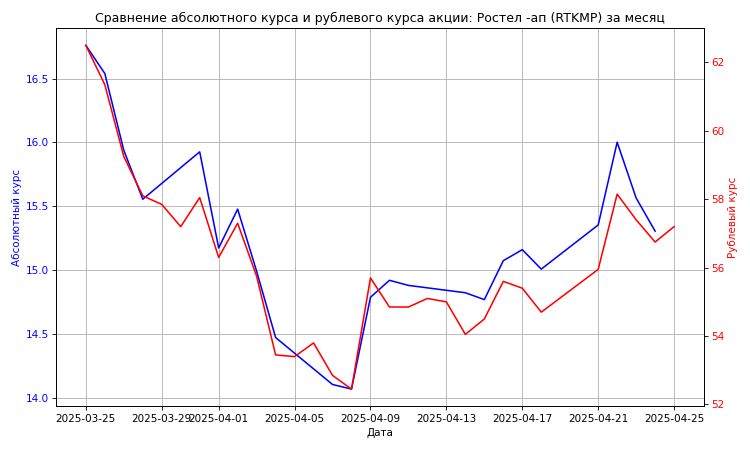 Сравнение абсолютного курса и рублевого курса акции: Ростел -ап (RTKMP) за месяц
16.5
16.0
15.5
15.0
14.5
14.0
Абсолютный курс
62
60
58
56
54
52
Рублевый курс
2025-03-25 2025-03-29 2025-04-01 2025-04-05 2025-04-09 2025-04-13 2025-04-17 2025-04-21 2025-04-25
Дата